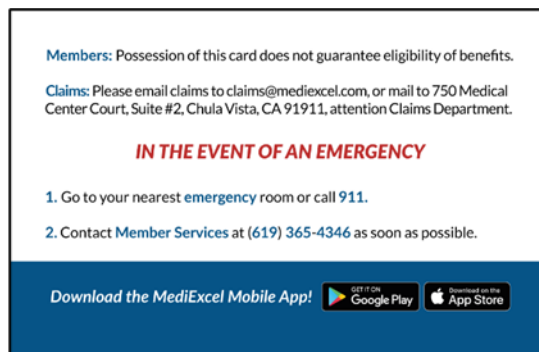 Members: Possession of this card does not guarantee eligibility of benefits.
Claims: Please email claims to claims@mediexcel.com, or mail to 750 Medical
Center Court, Suite #2, Chula Vista, CA 91911, attention Claims Department.
IN THE EVENT OF AN EMERGENCY
1. Go to your nearest emergency room or call 911.
2. Contact Member Services at (619) 365-4346 as soon as possible.
Download the MediExcel Mobile App! GET IT ON Google Play Download on the App Store